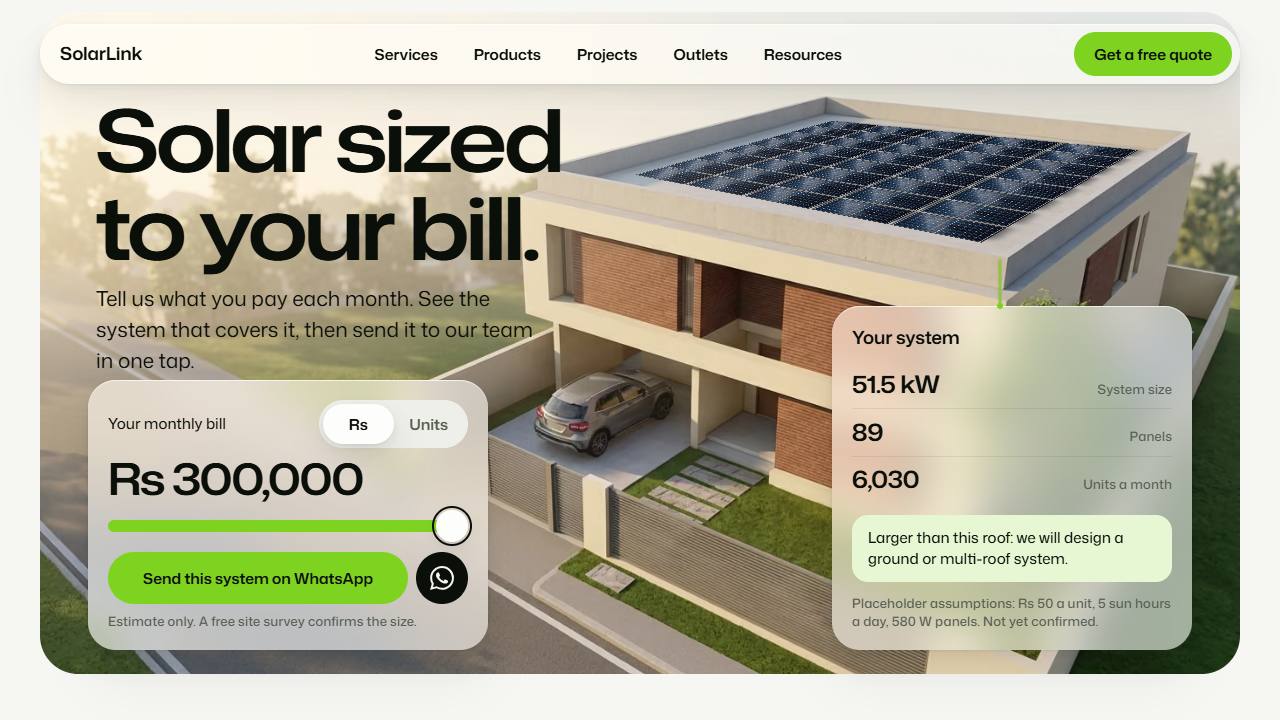 SolarLink
Services
Products
Projects
Outlets
Resources
Get a free quote
Solar sized
to your bill.
Tell us what you pay each month. See the
system that covers it, then send it to our team
in one tap.
Your monthly bill
Rs
Units
Rs 300,000
Send this system on WhatsApp
Estimate only. A free site survey confirms the size.
Your system
51.5 kW
System size
89
Panels
6,030
Units a month
Larger than this roof: we will design a
ground or multi-roof system.
Placeholder assumptions: Rs 50 a unit, 5 sun hours
a day, 580 W panels. Not yet confirmed.